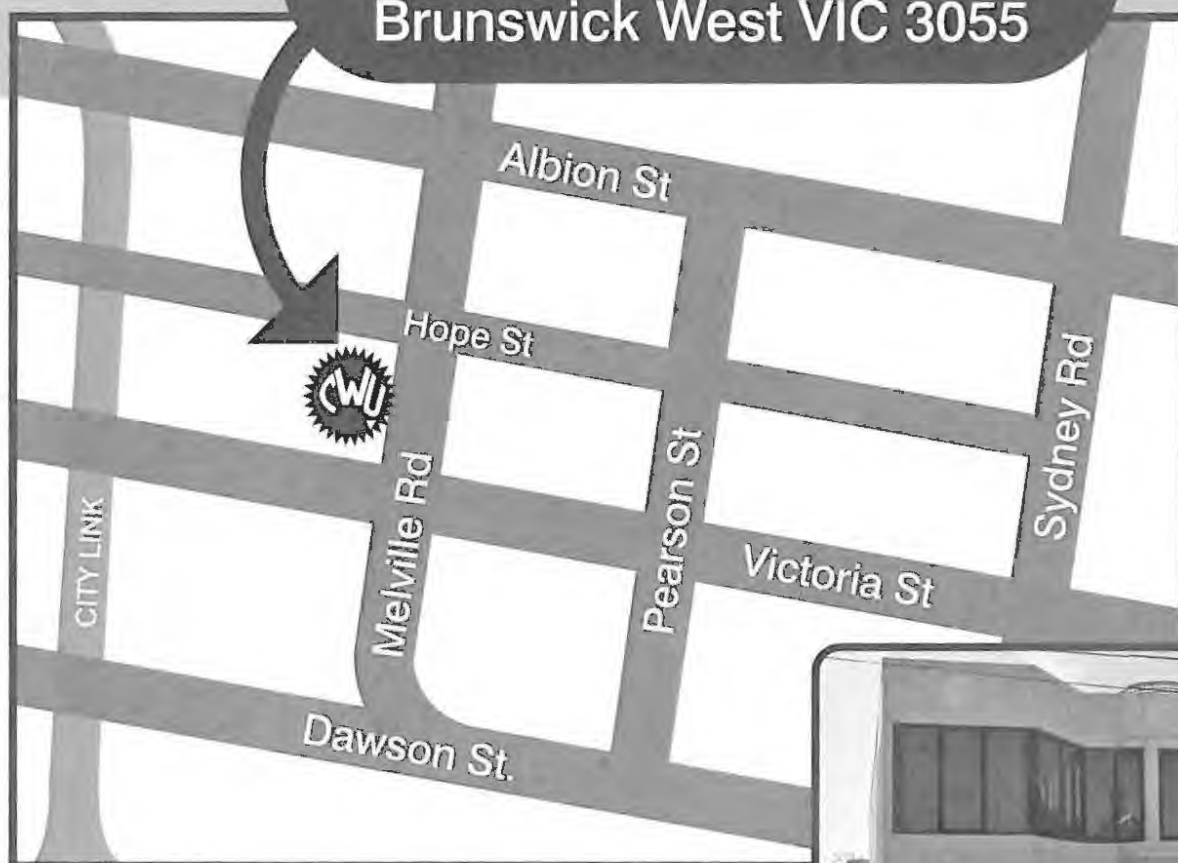 Brunswick West VIC 3055
Albion St
Hope St
CWU
Sydney Rd
Melville Rd
Pearson St
Victoria St
CITY LINK
Dawson St.